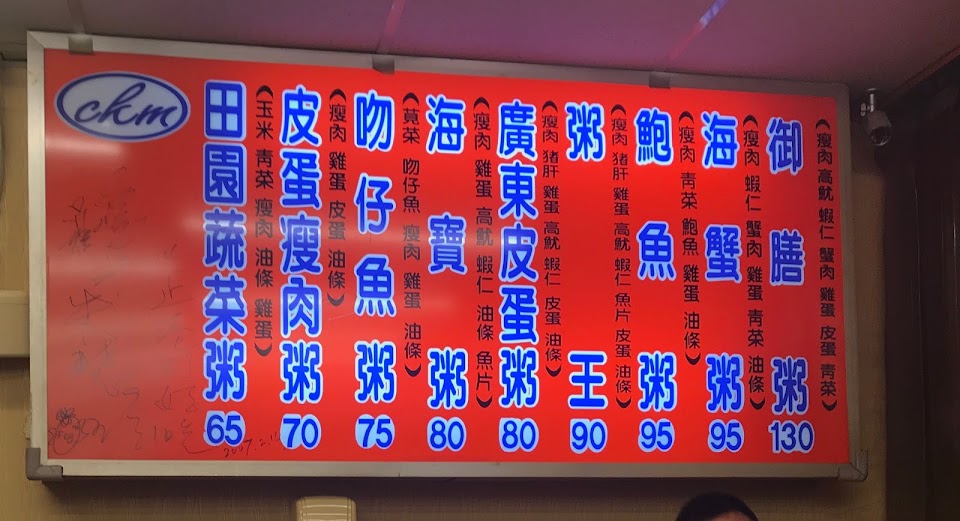 御膳粥 130
（瘦肉 高魷 蝦仁 蟹肉 雞蛋 皮蛋 青菜）
海蟹粥 95
（瘦肉 蝦仁 蟹肉 雞蛋 青菜 油條）
鮑魚粥 95
（瘦肉 青菜 鮑魚 雞蛋 油條）
粥王 90
（瘦肉 猪肝 雞蛋 高魷 蝦仁 魚片 皮蛋 油條）
廣東皮蛋粥 80
（瘦肉 猪肝 雞蛋 高魷 蝦仁 皮蛋 油條）
海寶粥 80
（瘦肉 雞蛋 高魷 蝦仁 油條 魚片）
吻仔魚粥 75
（莧菜 吻仔魚 瘦肉 雞蛋 油條）
皮蛋瘦肉粥 70
（瘦肉 雞蛋 皮蛋 油條）
田園蔬菜粥 65
（玉米 青菜 瘦肉 油條 雞蛋）
ckm